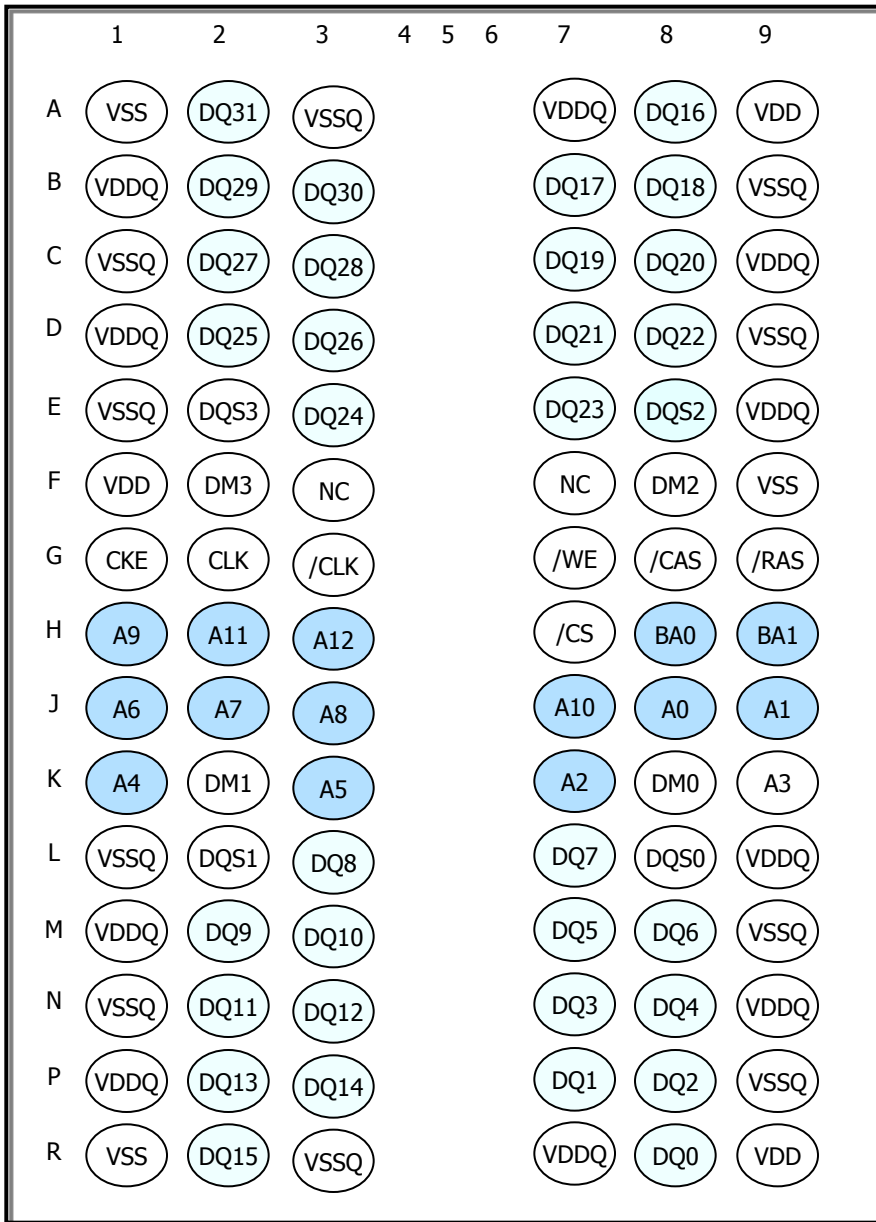 1 2 3 4 5 6 7 8 9
A VSS DQ31 VSSQ VDDQ DQ16 VDD
B VDDQ DQ29 DQ30 DQ17 DQ18 VSSQ
C VSSQ DQ27 DQ28 DQ19 DQ20 VDDQ
D VDDQ DQ25 DQ26 DQ21 DQ22 VSSQ
E VSSQ DQS3 DQ24 DQ23 DQS2 VDDQ
F VDD DM3 NC NC DM2 VSS
G CKE CLK /CLK /WE /CAS /RAS
H A9 A11 A12 /CS BA0 BA1
J A6 A7 A8 A10 A0 A1
K A4 DM1 A5 A2 DM0 A3
L VSSQ DQS1 DQ8 DQ7 DQS0 VDDQ
M VDDQ DQ9 DQ10 DQ5 DQ6 VSSQ
N VSSQ DQ11 DQ12 DQ3 DQ4 VDDQ
P VDDQ DQ13 DQ14 DQ1 DQ2 VSSQ
R VSS DQ15 VSSQ VDDQ DQ0 VDD